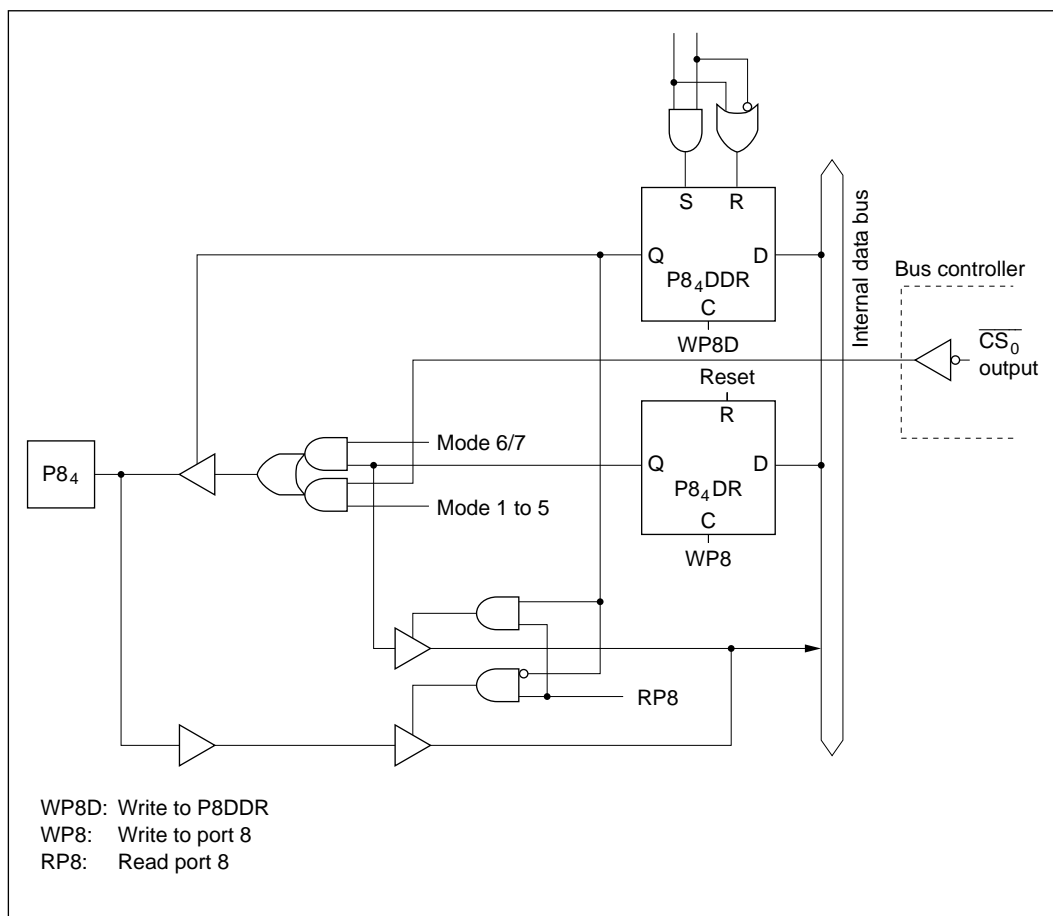 S R
Q D
P8₄DDR
C
WP8D
Internal data bus
Bus controller
C̅S̅₀̅
output
Reset
R
Mode 6/7
P8₄
Q D
P8₄DR
Mode 1 to 5
C
WP8
RP8
WP8D: Write to P8DDR
WP8: Write to port 8
RP8: Read port 8